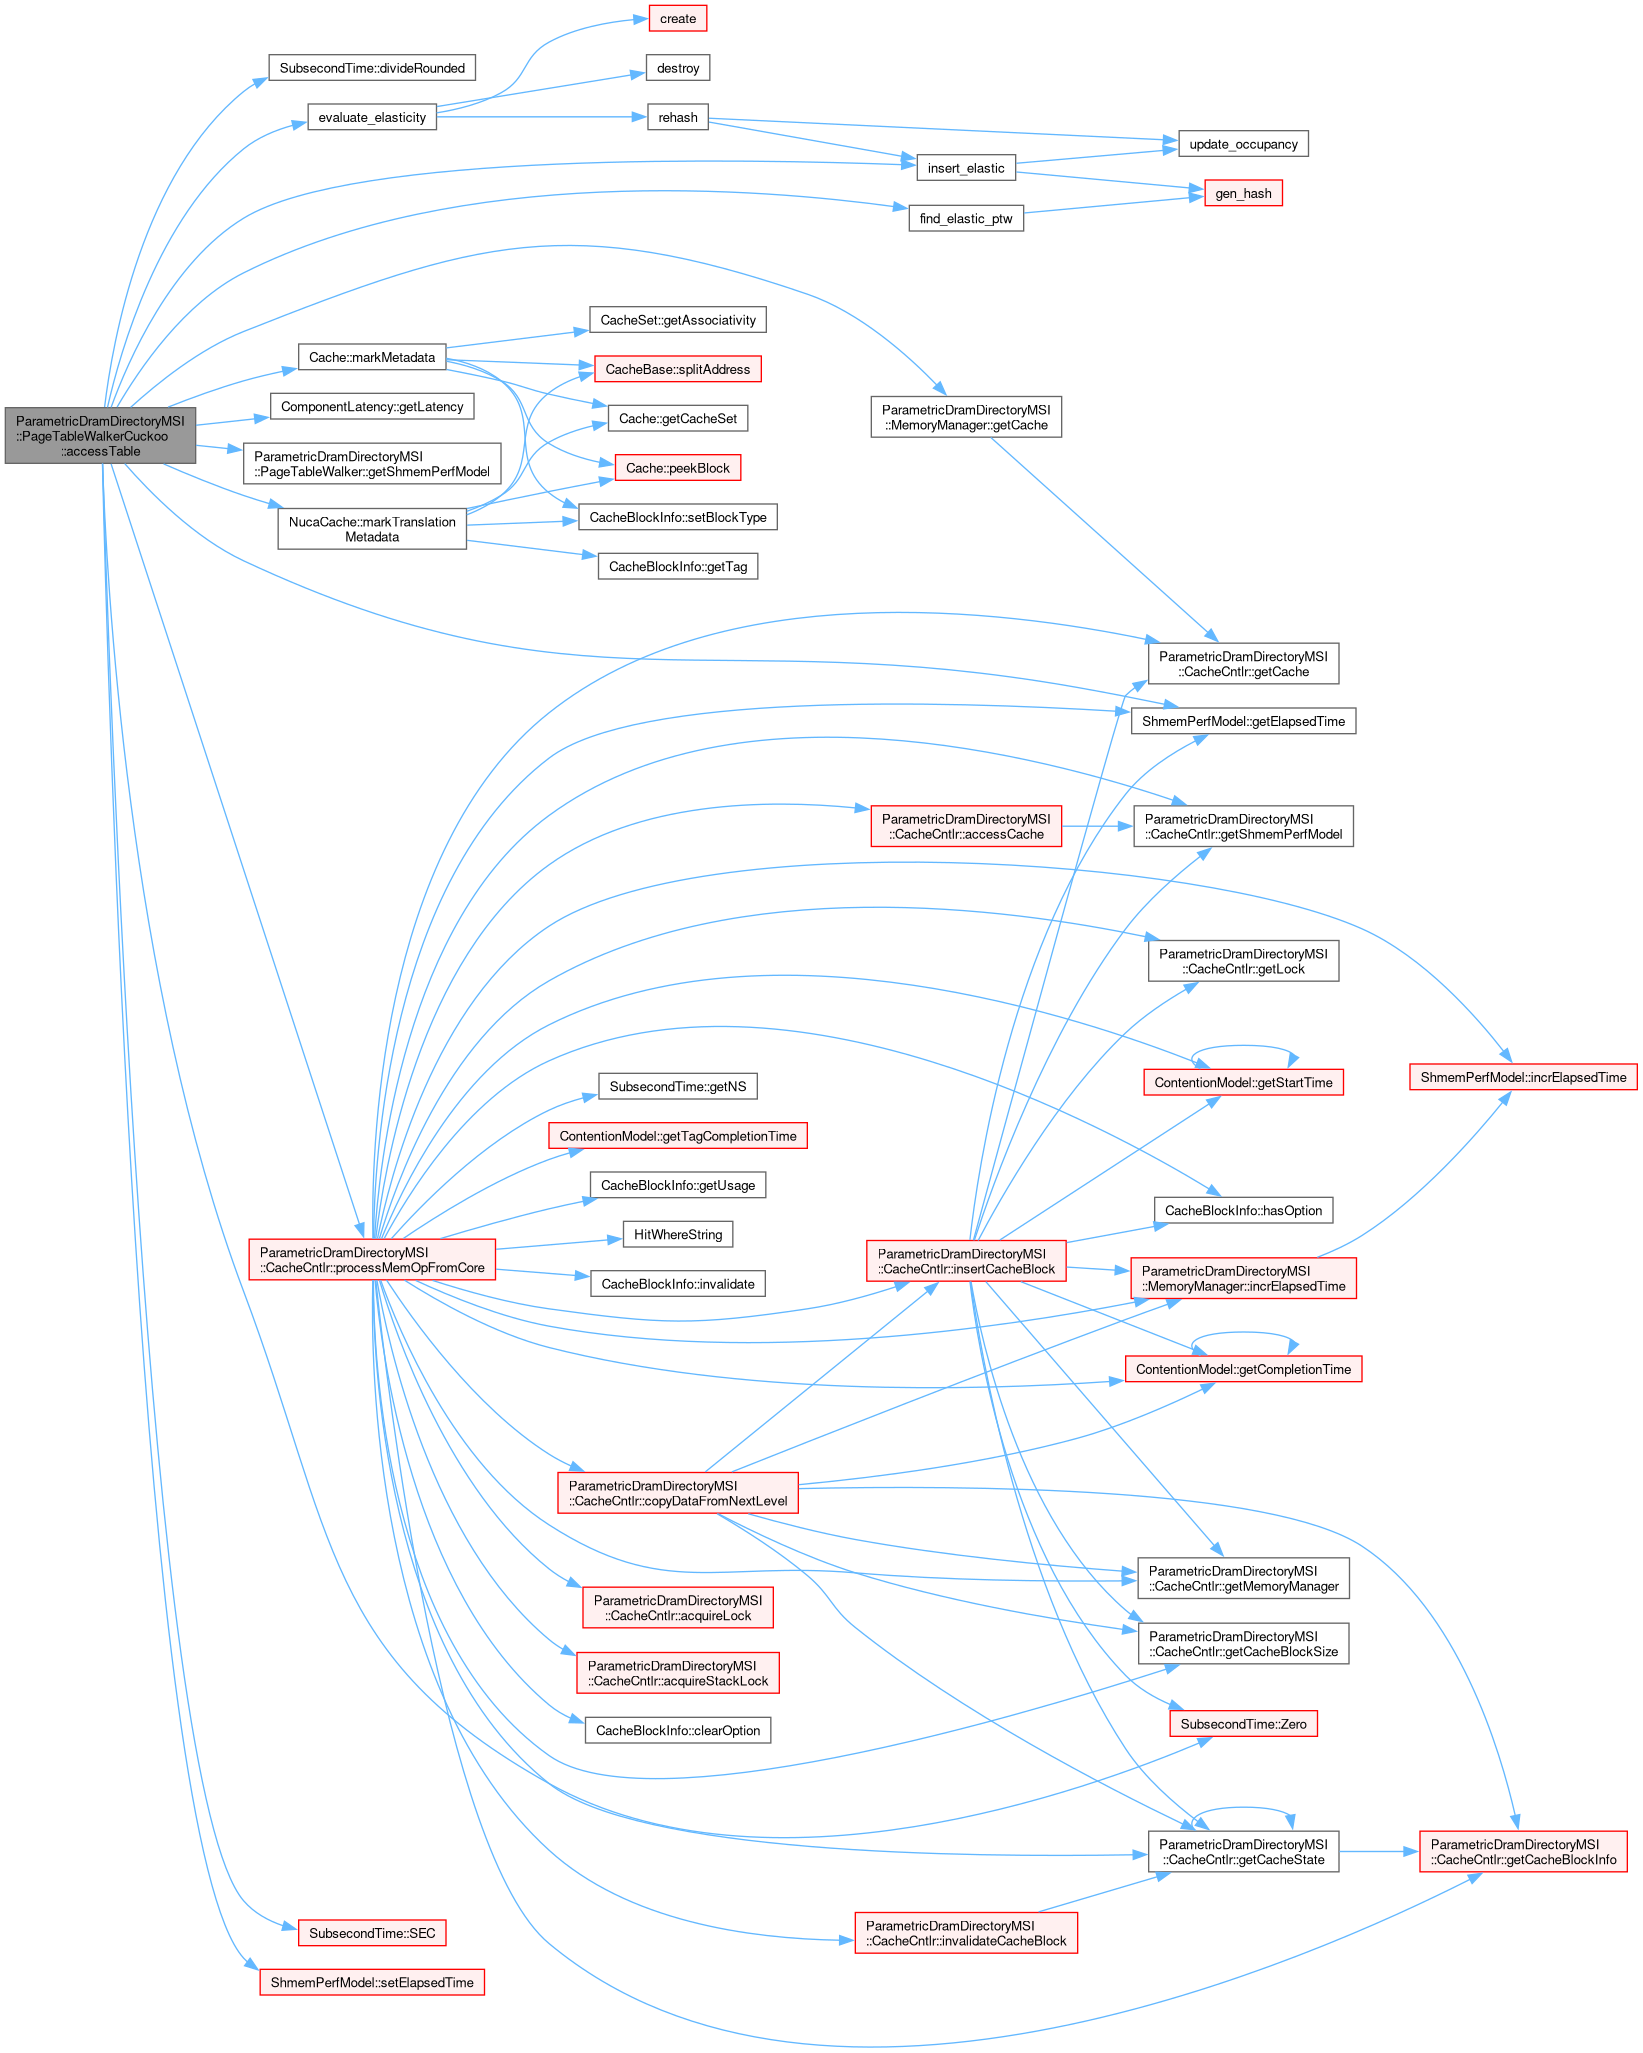 create
SubsecondTime::divideRounded
destroy
evaluate_elasticity
rehash
update_occupancy
insert_elastic
gen_hash
find_elastic_ptw
CacheSet::getAssociativity
Cache::markMetadata
CacheBase::splitAddress
ComponentLatency::getLatency
Cache::getCacheSet
ParametricDramDirectoryMSI
::MemoryManager::getCache
ParametricDramDirectoryMSI
::PageTableWalkerCuckoo
::accessTable
ParametricDramDirectoryMSI
::PageTableWalker::getShmemPerfModel
Cache::peekBlock
NucaCache::markTranslation
Metadata
CacheBlockInfo::setBlockType
CacheBlockInfo::getTag
ParametricDramDirectoryMSI
::CacheCntlr::getCache
ShmemPerfModel::getElapsedTime
ParametricDramDirectoryMSI
::CacheCntlr::accessCache
ParametricDramDirectoryMSI
::CacheCntlr::getShmemPerfModel
ParametricDramDirectoryMSI
::CacheCntlr::getLock
SubsecondTime::getNS
ContentionModel::getStartTime
ShmemPerfModel::incrElapsedTime
ContentionModel::getTagCompletionTime
CacheBlockInfo::getUsage
CacheBlockInfo::hasOption
HitWhereString
ParametricDramDirectoryMSI
::CacheCntlr::processMemOpFromCore
ParametricDramDirectoryMSI
::CacheCntlr::insertCacheBlock
CacheBlockInfo::invalidate
ParametricDramDirectoryMSI
::MemoryManager::incrElapsedTime
ContentionModel::getCompletionTime
ParametricDramDirectoryMSI
::CacheCntlr::copyDataFromNextLevel
ParametricDramDirectoryMSI
::CacheCntlr::getMemoryManager
ParametricDramDirectoryMSI
::CacheCntlr::acquireLock
ParametricDramDirectoryMSI
::CacheCntlr::getCacheBlockSize
ParametricDramDirectoryMSI
::CacheCntlr::acquireStackLock
SubsecondTime::Zero
CacheBlockInfo::clearOption
ParametricDramDirectoryMSI
::CacheCntlr::getCacheState
ParametricDramDirectoryMSI
::CacheCntlr::getCacheBlockInfo
SubsecondTime::SEC
ParametricDramDirectoryMSI
::CacheCntlr::invalidateCacheBlock
ShmemPerfModel::setElapsedTime